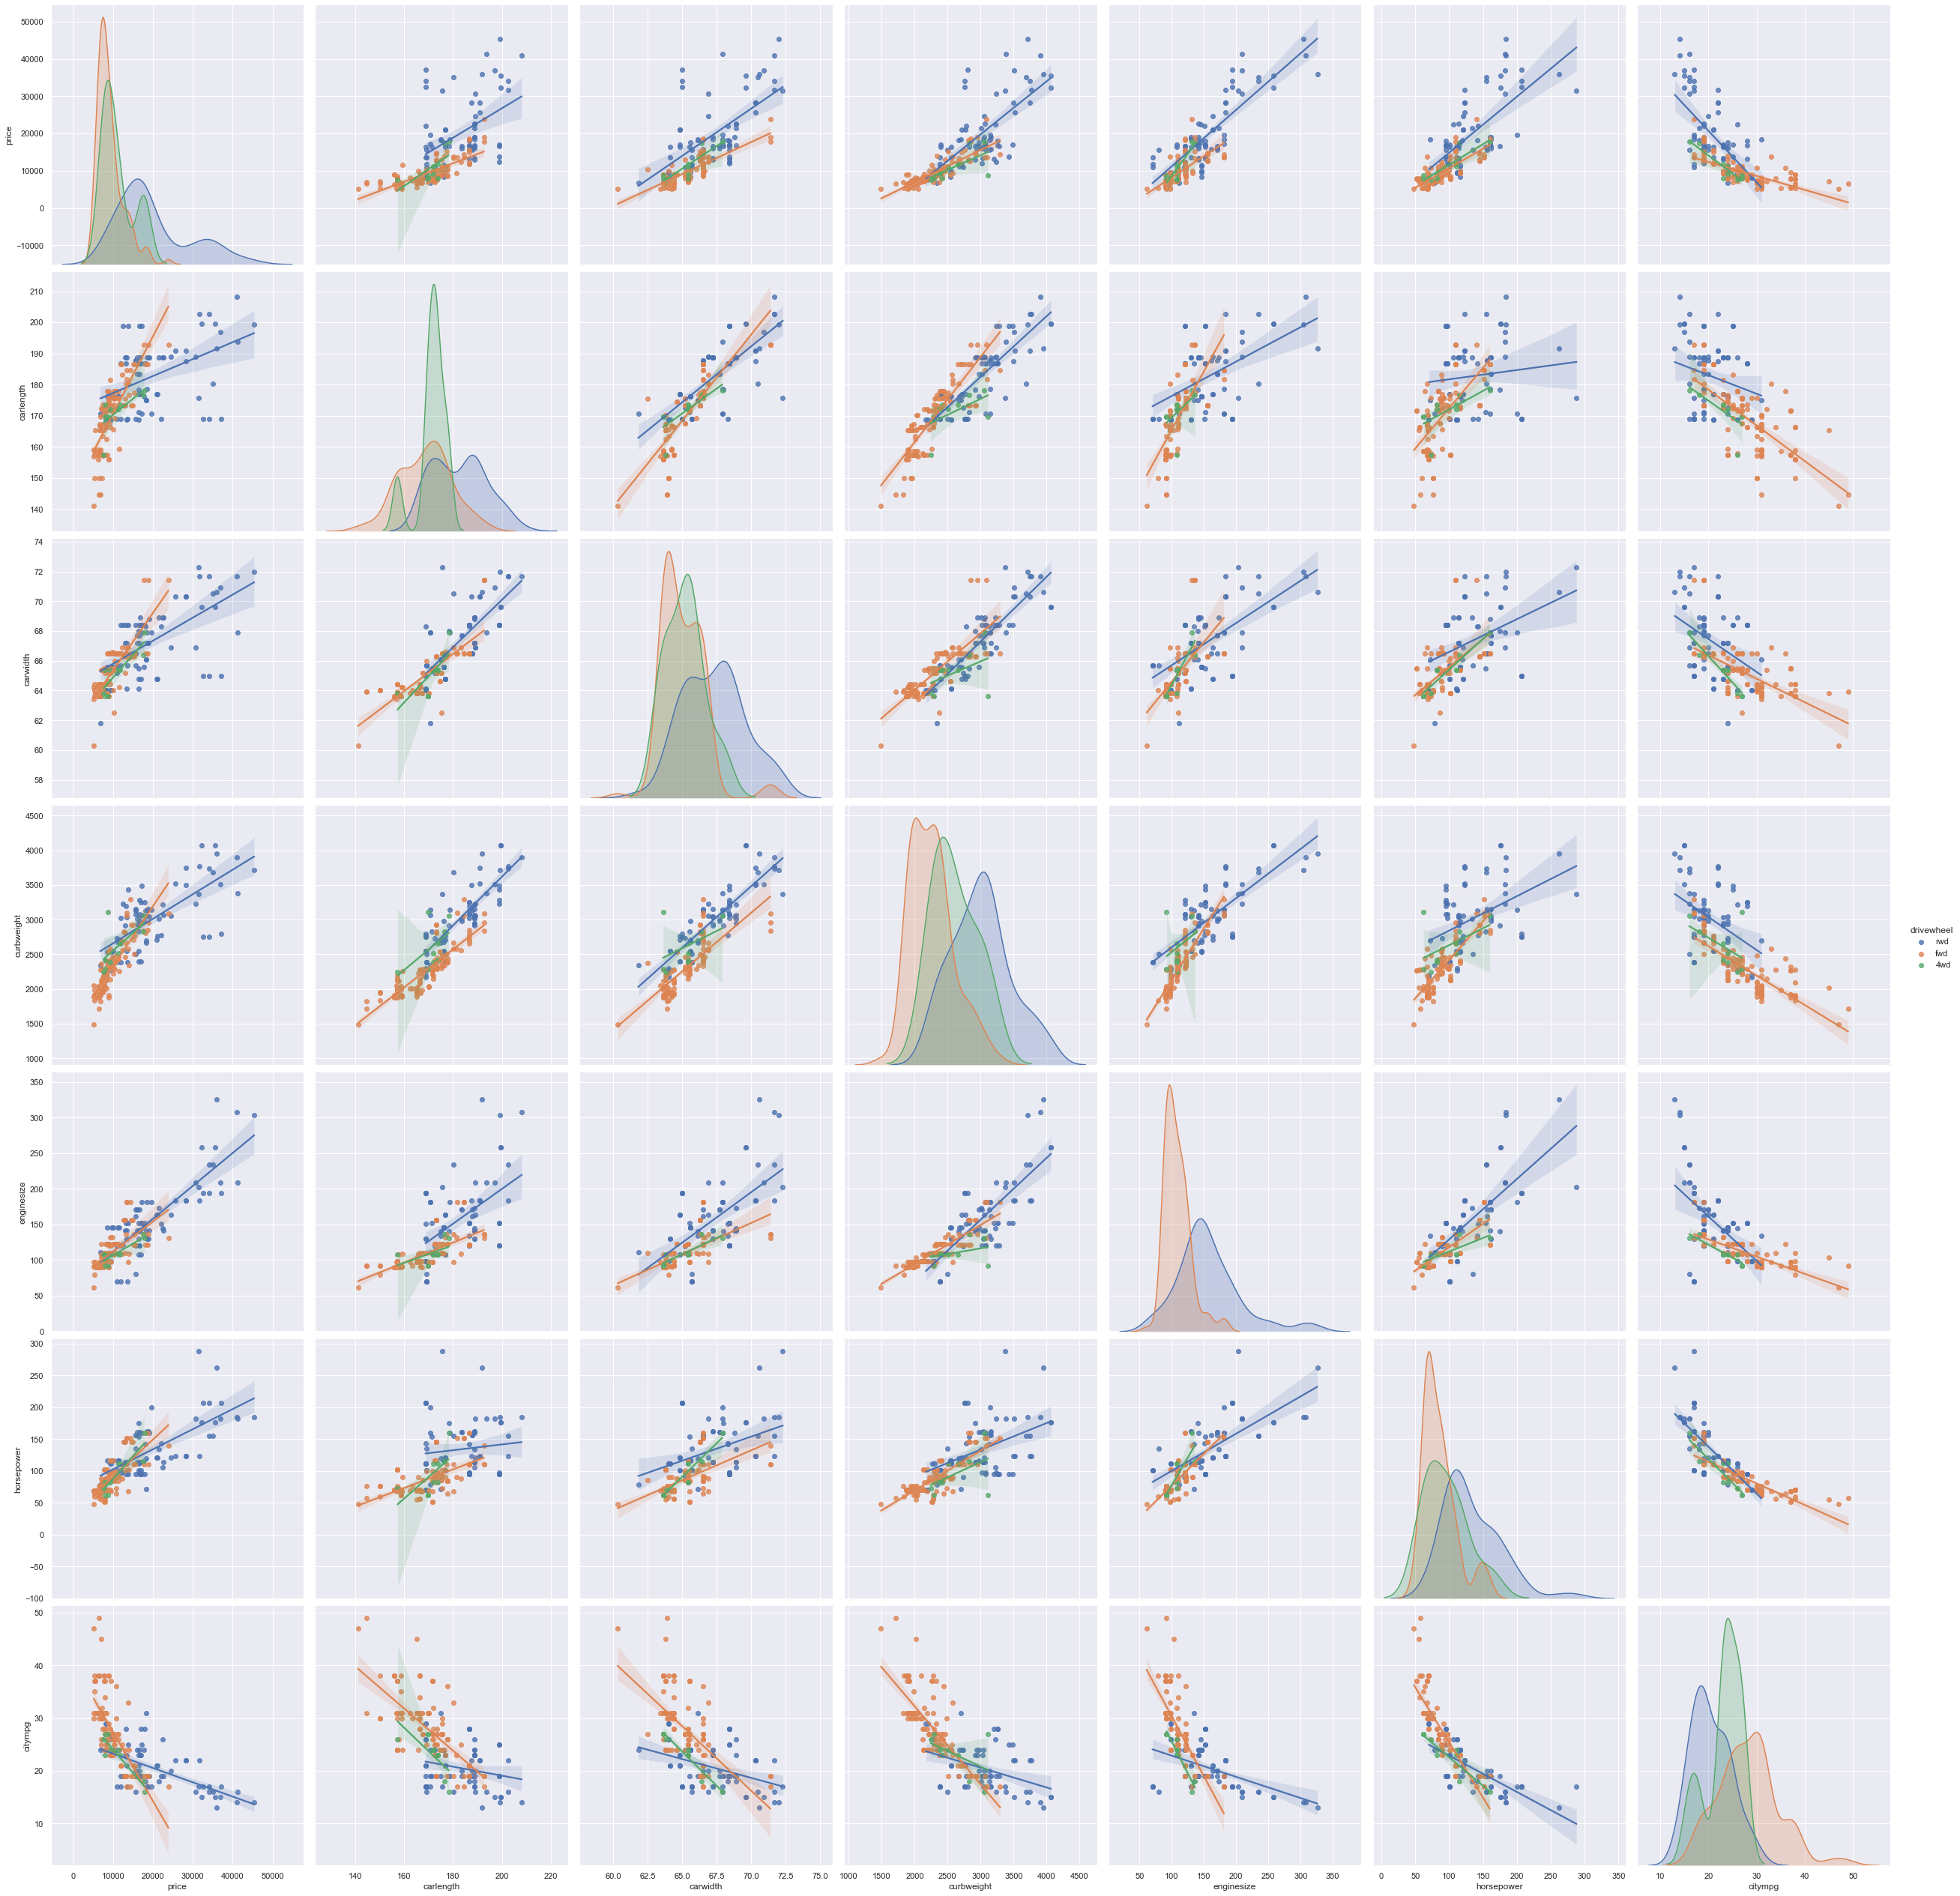 50000
40000
30000
20000
10000
0
−10000
price
210
200
190
180
170
160
150
140
carlength
74
72
70
68
66
64
62
60
58
carwidth
4500
4000
3500
3000
2500
2000
1500
1000
curbweight
drivewheel
rwd
fwd
4wd
350
300
250
200
150
100
50
0
enginesize
300
250
200
150
100
50
0
−50
−100
horsepower
50
40
30
20
10
citympg
0 10000 20000 30000 40000 50000
price
140 160 180 200 220
carlength
60.0 62.5 65.0 67.5 70.0 72.5 75.0
carwidth
1000 1500 2000 2500 3000 3500 4000 4500
curbweight
50 100 150 200 250 300 350
enginesize
0 50 100 150 200 250 300 350
horsepower
10 20 30 40 50
citympg